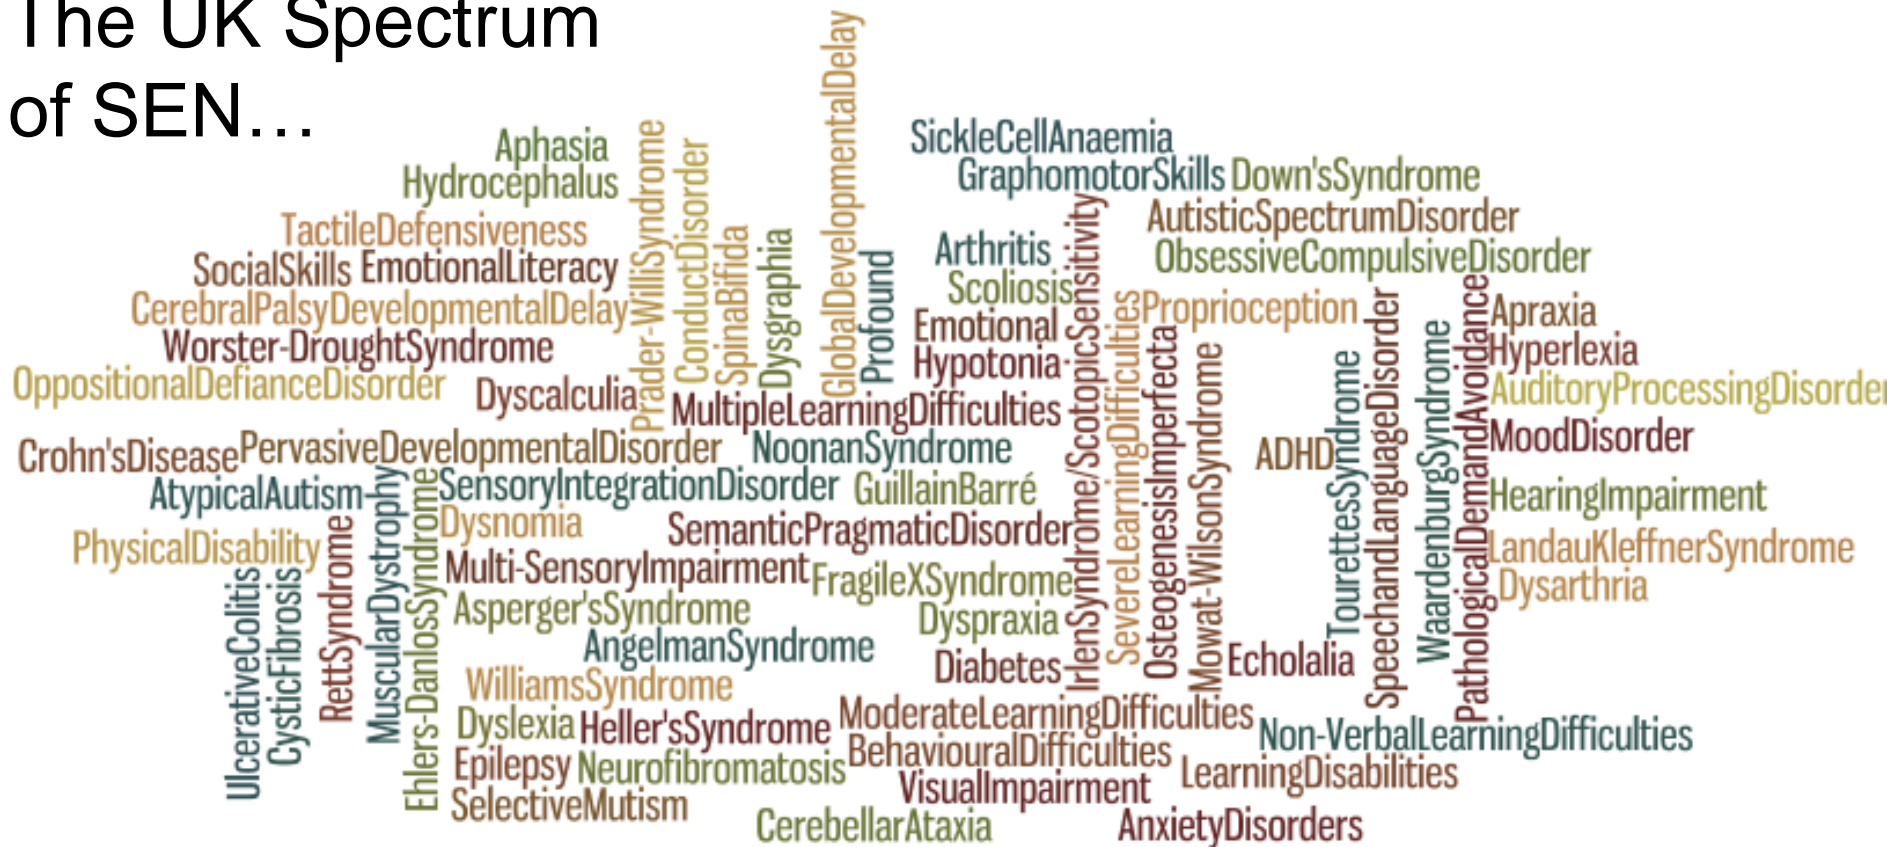 The UK Spectrum
of SEN…
GlobalDevelopmentalDelay
SickleCellAnaemia
Aphasia
GraphomotorSkills
Down'sSyndrome
Hydrocephalus
Prader-WilliSyndrome
ConductDisorder
AutisticSpectrumDisorder
TactileDefensiveness
SpinaBifida
Dysgraphia
Profound
Arthritis
IrlenSyndrome/ScotopicSensitivity
ObsessiveCompulsiveDisorder
SocialSkills
EmotionalLiteracy
Scoliosis
CerebralPalsyDevelopmentalDelay
Emotional
SevereLearningDifficulties
Proprioception
Apraxia
Worster-DroughtSyndrome
Hypotonia
OsteogenesisImperfecta
Mowat-WilsonSyndrome
TourettesSyndrome
SpeechandLanguageDisorder
WaardenburgSyndrome
PathologicalDemandAvoidance
Hyperlexia
OppositionalDefianceDisorder
Dyscalculia
MultipleLearningDifficulties
AuditoryProcessingDisorder
Crohn'sDisease
PervasiveDevelopmentalDisorder
NoonanSyndrome
ADHD
MoodDisorder
AtypicalAutism
MuscularDystrophy
Ehlers-DanlosSyndrome
SensoryIntegrationDisorder
GuillainBarré
HearingImpairment
Dysnomia
SemanticPragmaticDisorder
PhysicalDisability
RettSyndrome
LandauKleffnerSyndrome
Multi-SensoryImpairment
FragileXSyndrome
Dysarthria
UlcerativeColitis
CysticFibrosis
Asperger'sSyndrome
Dyspraxia
AngelmanSyndrome
Diabetes
Echolalia
WilliamsSyndrome
ModerateLearningDifficulties
Dyslexia
Heller'sSyndrome
Non-VerbalLearningDifficulties
Epilepsy
Neurofibromatosis
BehaviouralDifficulties
LearningDisabilities
VisualImpairment
SelectiveMutism
CerebellarAtaxia
AnxietyDisorders